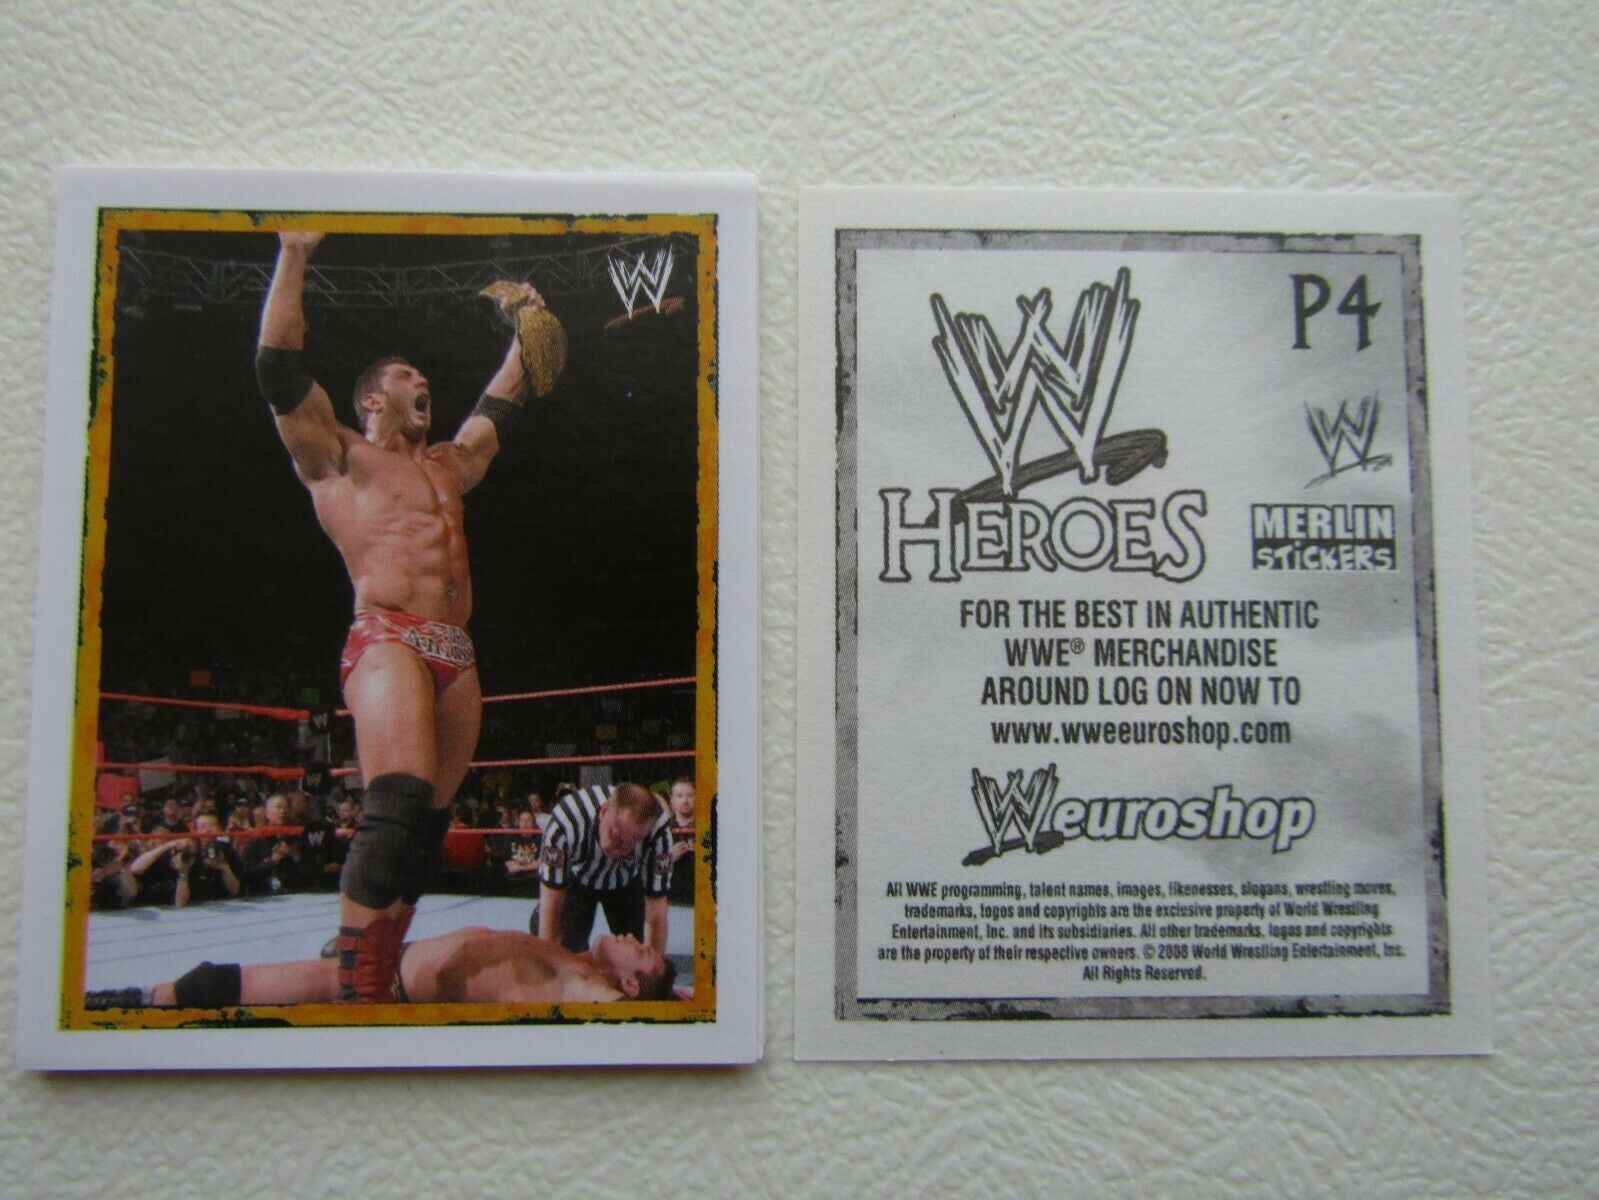 W
P4
W
HEROES
W
MERLIN
STICKERS
FOR THE BEST IN AUTHENTIC
WWE® MERCHANDISE
AROUND LOG ON NOW TO
www.wweeuroshop.com
Weuroshop
All WWE programming, talent names, images, likenesses, slogans, wrestling moves,
trademarks, logos and copyrights are the exclusive property of World Wrestling
Entertainment, Inc. and its subsidiaries. All other trademarks, logos and copyrights
are the property of their respective owners. © 2008 World Wrestling Entertainment, Inc.
All Rights Reserved.